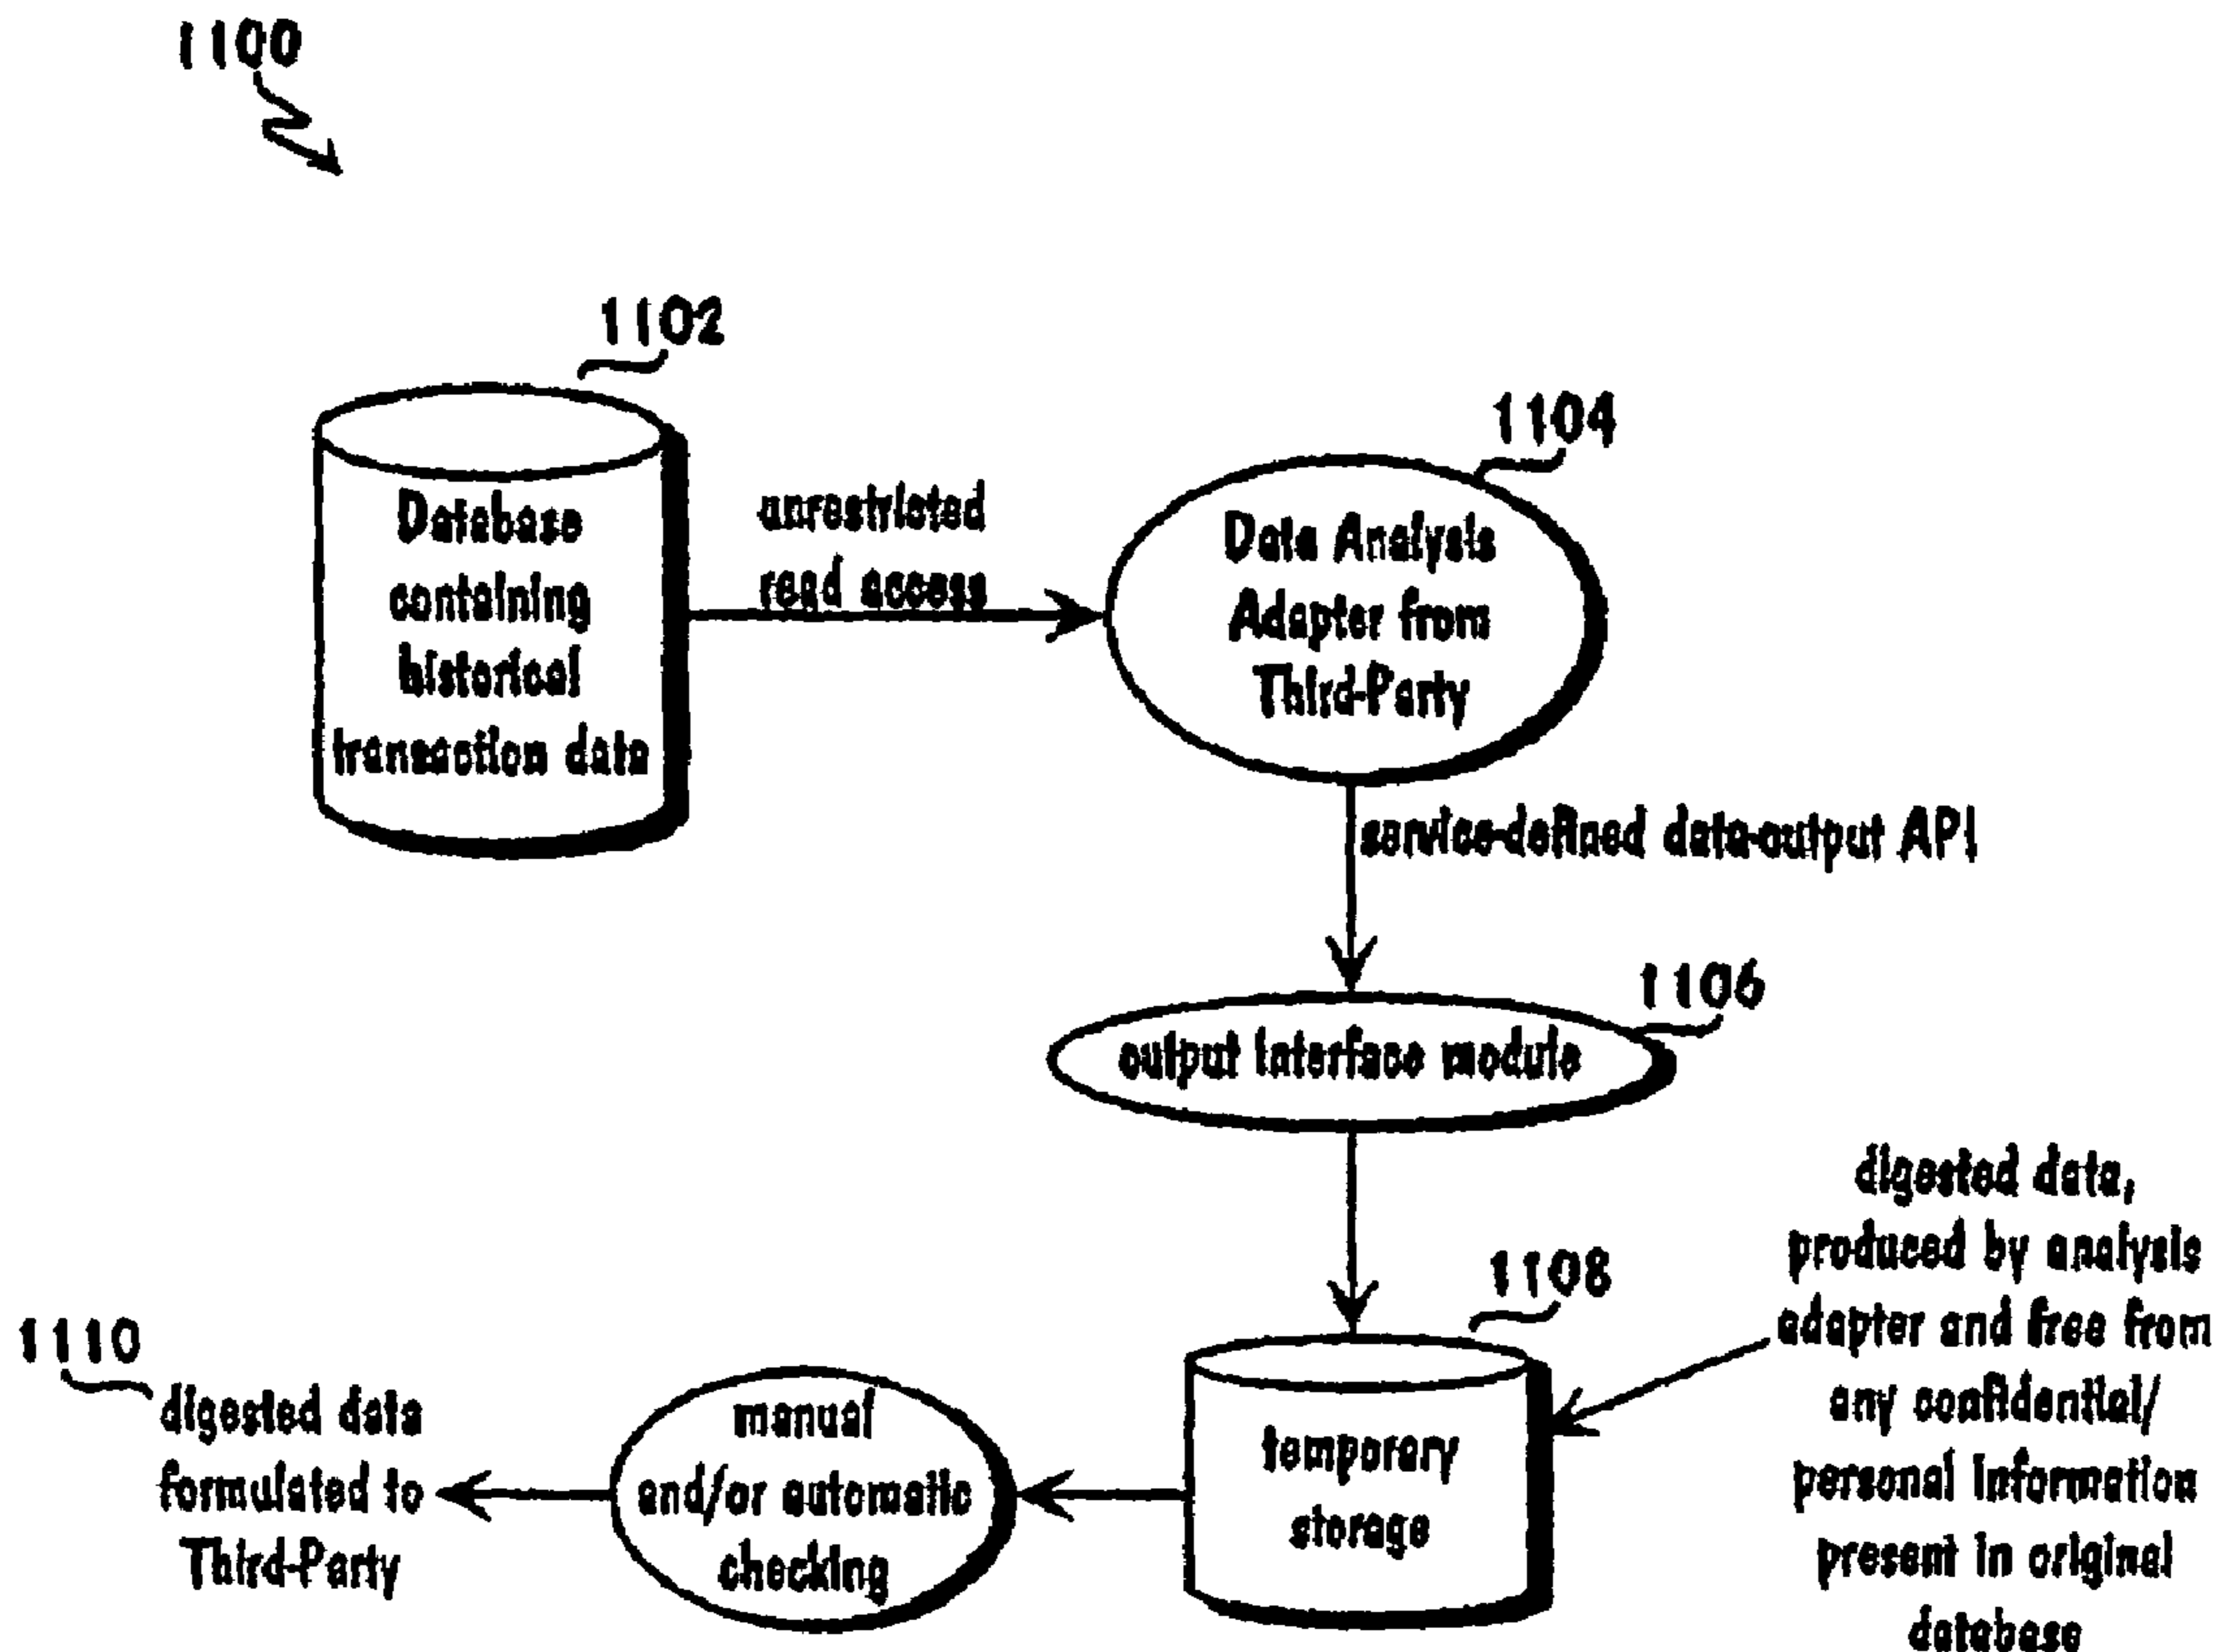 1100
1102
Database
containing
historical
transaction data
unrestricted
read access
1104
Data Analysis
Adapter from
Third-Party
service-defined data-output API
1106
output interface module
1108
temporary
storage
digested data,
produced by analysis
adapter and free from
any confidential/
personal information
present in original
database
manual
and/or automatic
checking
1110
digested data
formulated to
Third-Party